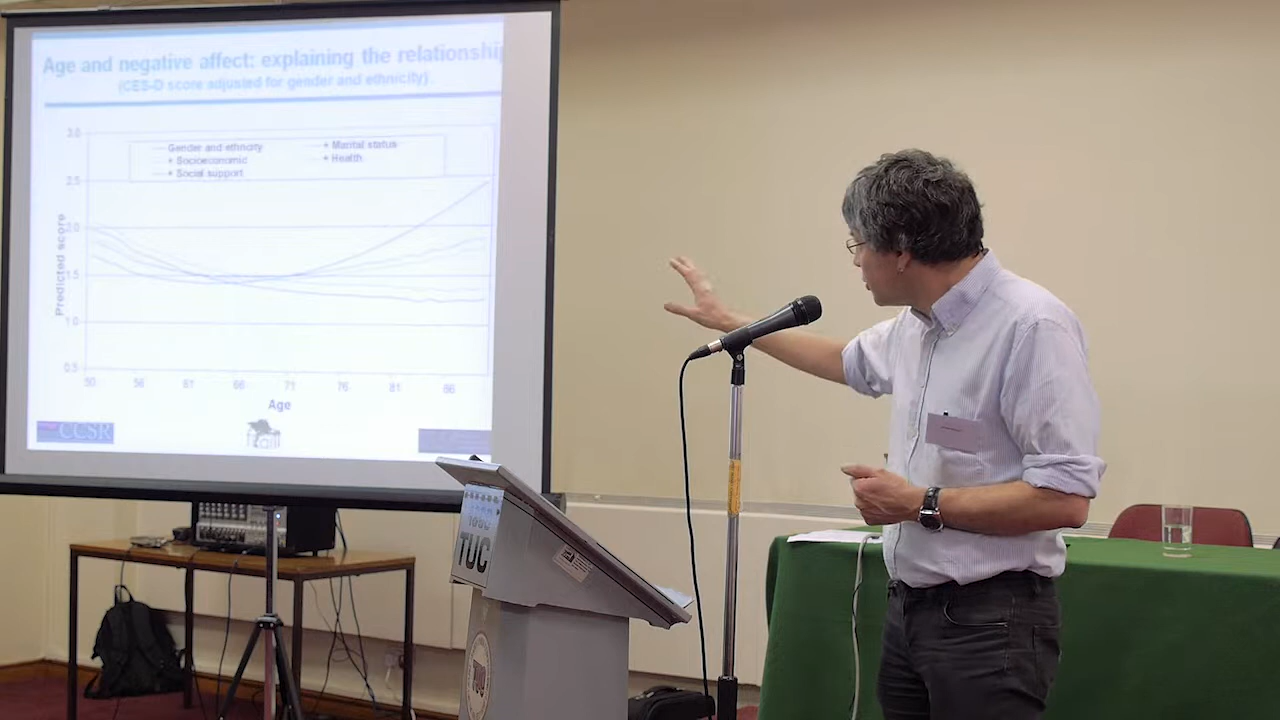 Age and negative affect: explaining the relationshi
(CES-D score adjusted for gender and ethnicity)
3.0
2.5
2.0
1.5
1.0
0.5
Predicted score
Gender and ethnicity
+ Marital status
+ Socioeconomic
+ Health
+ Social support
50 56 61 66 71 76 81 86
Age
CCSR
TUC
TUC